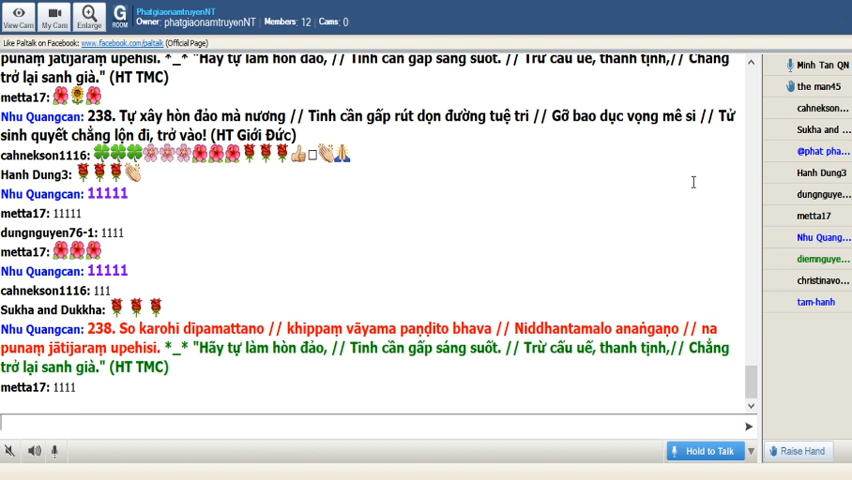 View Cam
My Cam
Enlarge
G
ROOM
PhatgiaonamtruyenNT
Owner: phatgiaonamtruyenNT Members: 12 Cams: 0
Like Paltalk on Facebook: www.facebook.com/paltalk (Official Page)
punaṃ jātijaraṃ upehisi. *_* "Hãy tự làm hòn đảo, // Tinh cần gấp sáng suốt. // Trừ cấu uế, thanh tịnh,// Chẳng
trở lại sanh già." (HT TMC)
metta17:
Nhu Quangcan: 238. Tự xây hòn đảo mà nương // Tinh cần gấp rút dọn đường tuệ tri // Gỡ bao dục vọng mê si // Tử
sinh quyết chẳng lộn đi, trở vào! (HT Giới Đức)
cahnekson1116:
Hanh Dung3:
Nhu Quangcan: 11111
metta17: 11111
dungnguyen76-1: 1111
metta17:
Nhu Quangcan: 11111
cahnekson1116: 111
Sukha and Dukkha:
Nhu Quangcan: 238. So karohi dīpamattano // khippaṃ vāyama paṇḍito bhava // Niddhantamalo anaṅgaṇo // na
punaṃ jātijaraṃ upehisi. *_* "Hãy tự làm hòn đảo, // Tinh cần gấp sáng suốt. // Trừ cấu uế, thanh tịnh,// Chẳng
trở lại sanh già." (HT TMC)
metta17: 1111
Hold to Talk
Minh Tan QN
the man45
cahnekson...
Sukha and...
@phat pha...
Hanh Dung3
dungnguye...
metta17
Nhu Quang...
diemnguye...
christinavo...
tam-hanh
Raise Hand